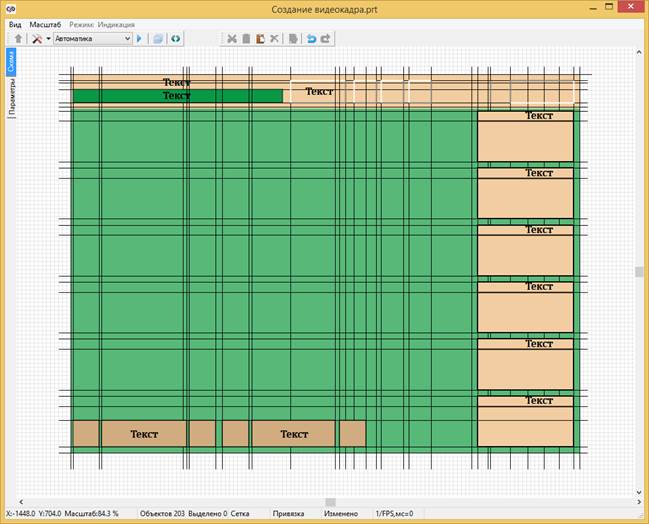 Создание видеокадра.prt
Вид Масштаб Режим: Индикация
Автоматика
Схема
Параметры
Текст
Текст
Текст
Текст
Текст
Текст
Текст
Текст
Текст
Текст Текст
X:-1448.0 Y:704.0 Масштаб:84.3 % Объектов 203 Выделено 0 Сетка Привязка Изменено 1/FPS,мс=0